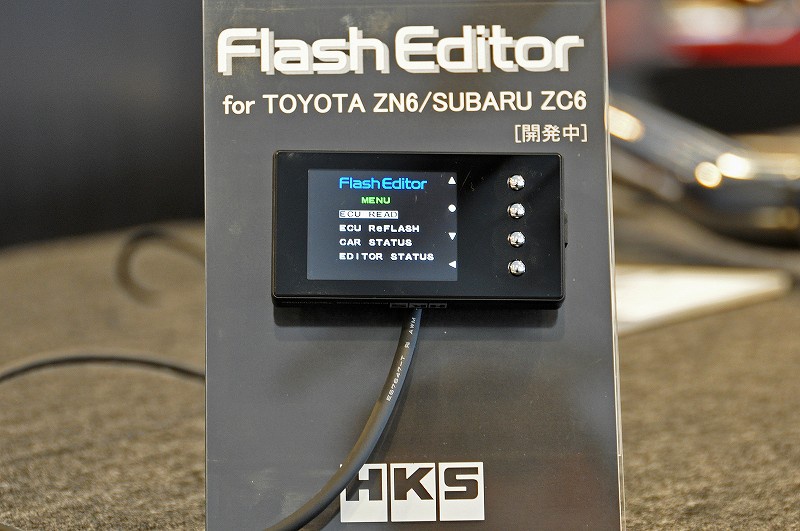 Flash Editor
for TOYOTA ZN6/SUBARU ZC6
[開発中]
Flash Editor
MENU
ECU READ
ECU ReFLASH
CAR STATUS
EDITOR STATUS
HKS